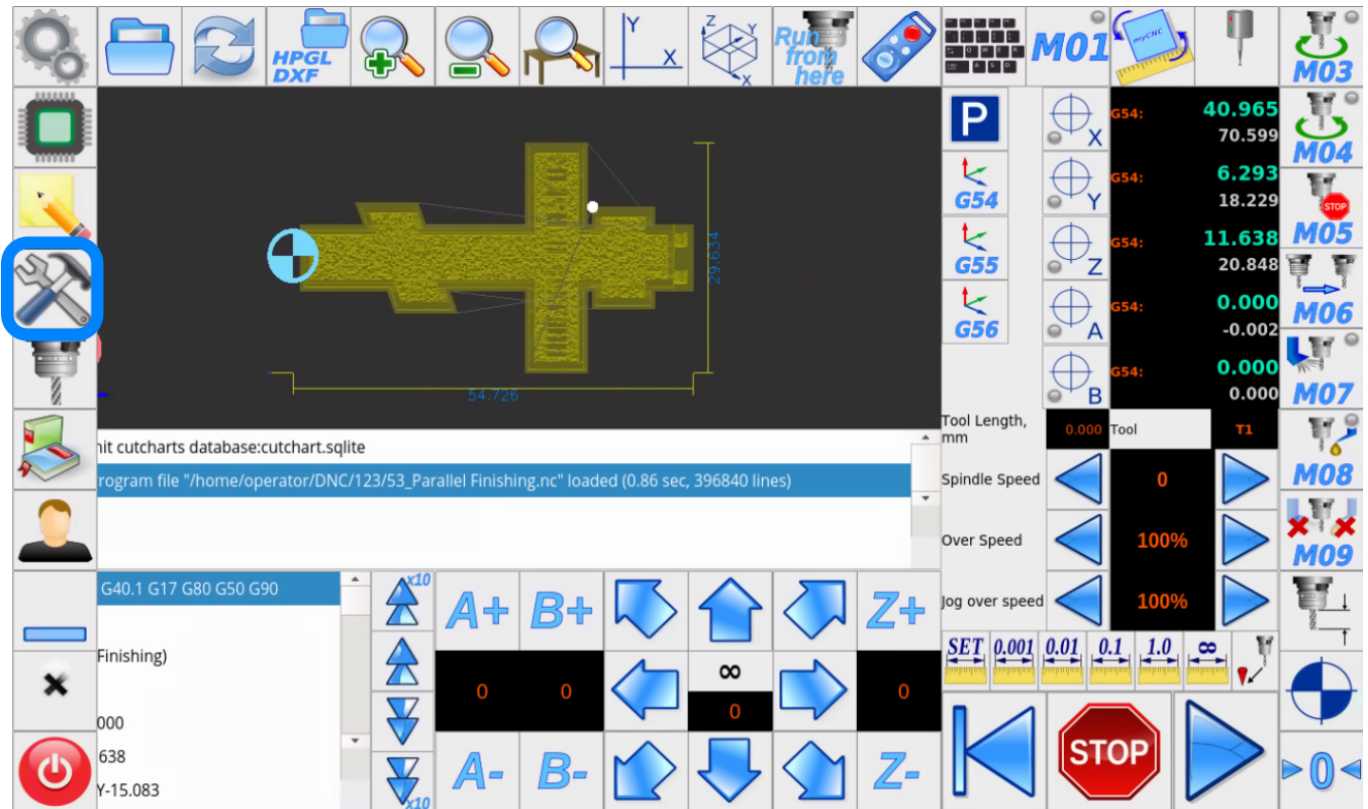 HPGL
DXF
Y
X
Z
Y
X
Run
from
here
M01
myCNC
M03
P
X
G54:
40.965
70.599
M04
G54
Y
G54:
6.293
18.229
STOP
M05
G55
Z
G54:
11.638
20.848
M06
G56
A
G54:
0.000
-0.002
B
G54:
0.000
0.000
M07
29.634
54.726
Tool Length,
mm
0.000
Tool
T1
nit cutcharts database:cutchart.sqlite
rogram file "/home/operator/DNC/123/53_Parallel Finishing.nc" loaded (0.86 sec, 396840 lines)
Spindle Speed
0
M08
Over Speed
100%
M09
Jog over speed
100%
G40.1 G17 G80 G50 G90
Finishing)
000
638
Y-15.083
x10
x10
A+
B+
Z+
0
0
∞
0
0
A-
B-
Z-
SET
0.001
0.01
0.1
1.0
∞
STOP
0